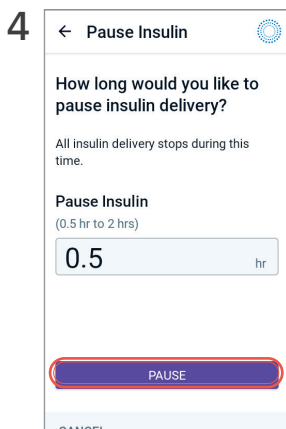 4
← Pause Insulin
How long would you like to
pause insulin delivery?
All insulin delivery stops during this
time.
Pause Insulin
(0.5 hr to 2 hrs)
0.5 hr
PAUSE
CANCEL